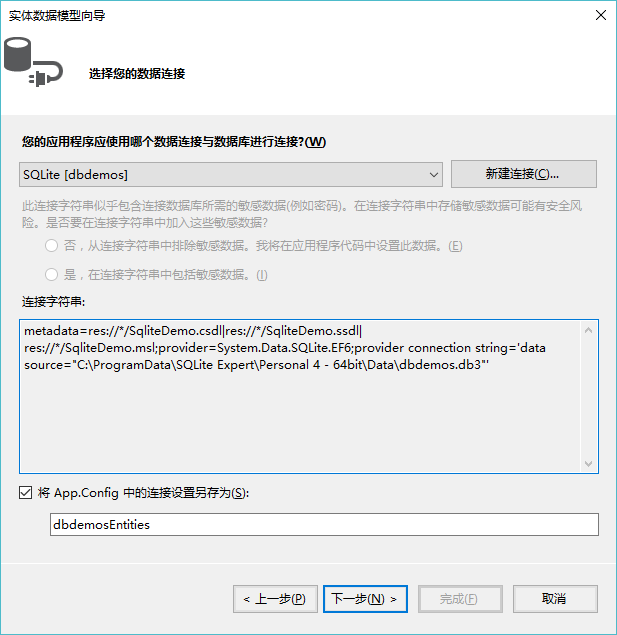 实体数据模型向导
选择您的数据连接
您的应用程序应使用哪个数据连接与数据库进行连接?(W)
SQLite [dbdemos]
新建连接(C)...
此连接字符串似乎包含连接数据库所需的敏感数据(例如密码)。在连接字符串中存储敏感数据可能有安全风
险。是否要在连接字符串中加入这些敏感数据?
否，从连接字符串中排除敏感数据。我将在应用程序代码中设置此数据。(E)
是，在连接字符串中包括敏感数据。(I)
连接字符串:
metadata=res://*/SqliteDemo.csdl|res://*/SqliteDemo.ssdl|
res://*/SqliteDemo.msl;provider=System.Data.SQLite.EF6;provider connection string='data
source="C:\ProgramData\SQLite Expert\Personal 4 - 64bit\Data\dbdemos.db3"'
将 App.Config 中的连接设置另存为(S):
dbdemosEntities
< 上一步(P)
下一步(N) >
完成(F)
取消